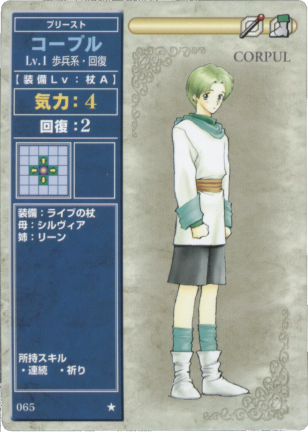 プリースト
コープル
Lv.1 歩兵系・回復
【装備Lv：杖A】
気力：4
回復：2
装備：ライブの杖
母：シルヴィア
姉：リーン
所持スキル
・連続 ・祈り
065 ★
CORPUL